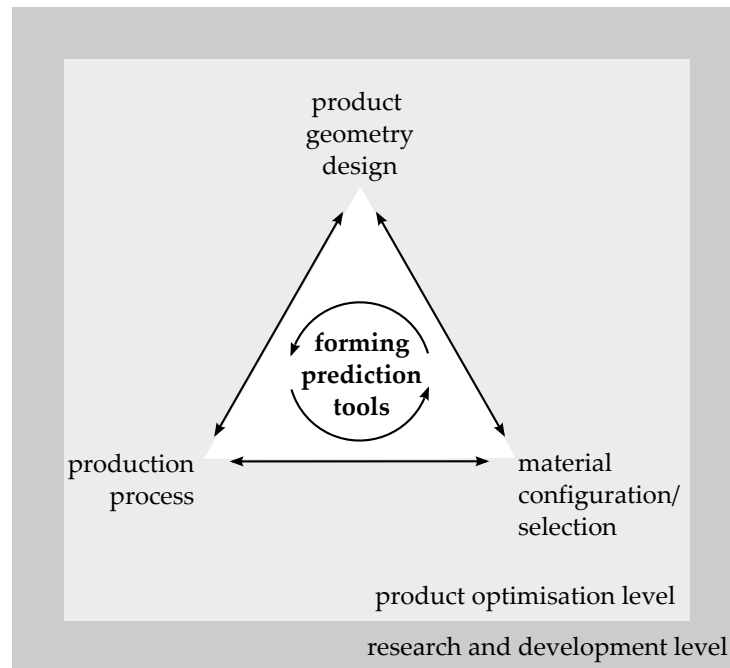 product
geometry
design
forming
prediction
tools
production
process
material
configuration/
selection
product optimisation level
research and development level